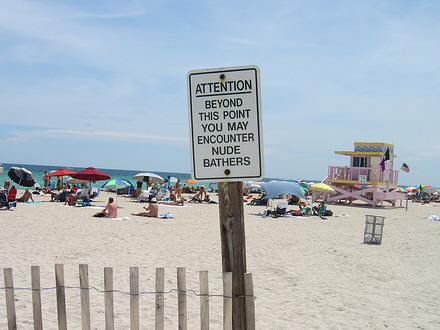 ATTENTION
BEYOND
THIS POINT
YOU MAY
ENCOUNTER
NUDE
BATHERS